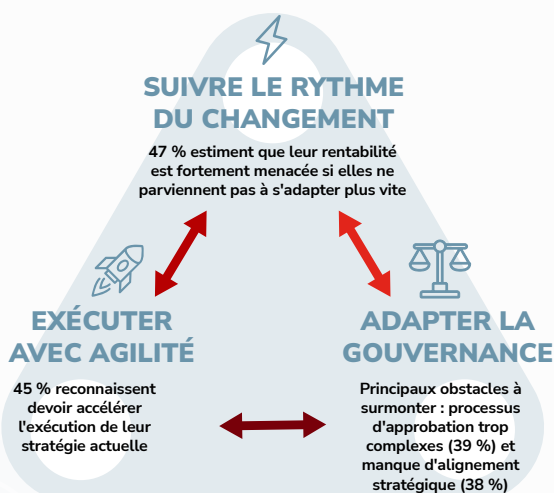 SUIVRE LE RYTHME
DU CHANGEMENT
47 % estiment que leur rentabilité
est fortement menacée si elles ne
parviennent pas à s'adapter plus vite
EXÉCUTER
AVEC AGILITÉ
45 % reconnaissent
devoir accélérer
l'exécution de leur
stratégie actuelle
ADAPTER LA
GOUVERNANCE
Principaux obstacles à
surmonter : processus
d'approbation trop
complexes (39 %) et
manque d'alignement
stratégique (38 %)